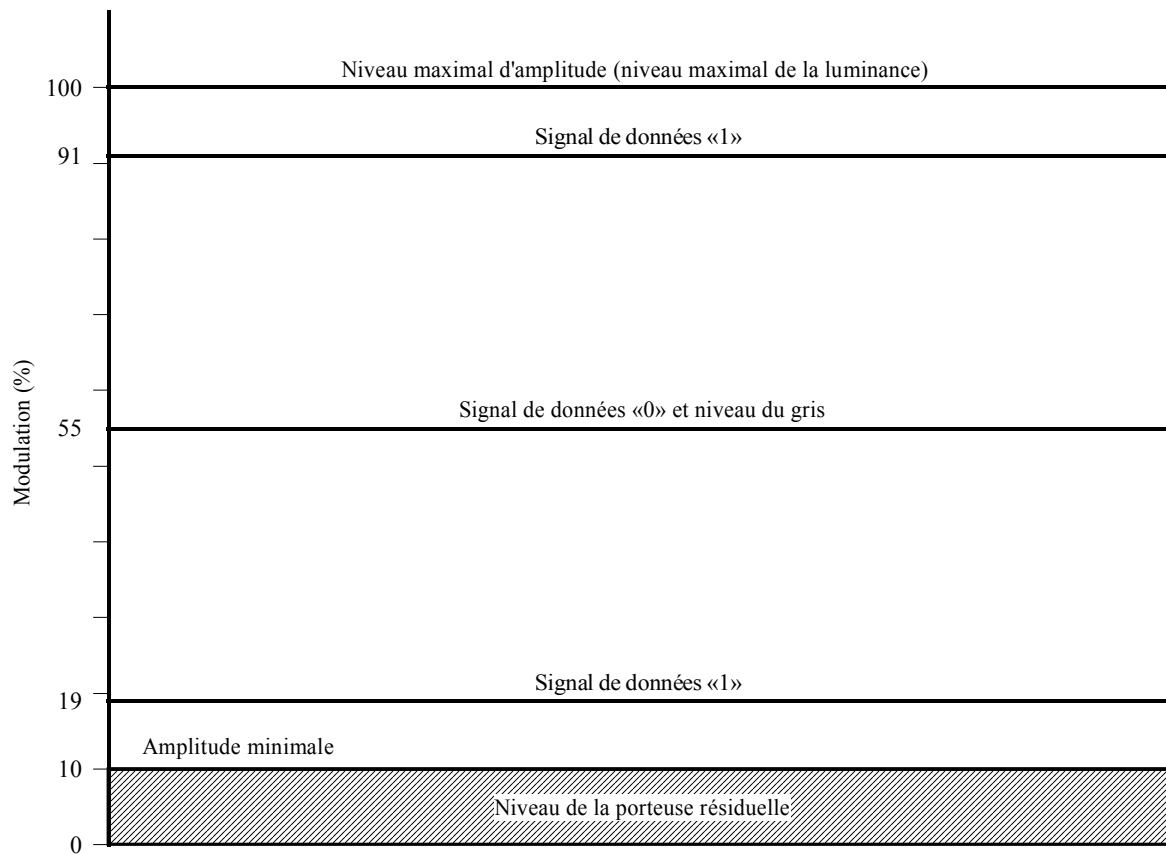 Niveau maximal d'amplitude (niveau maximal de la luminance)
100
Signal de données «1»
91
Modulation (%)
Signal de données «0» et niveau du gris
55
Signal de données «1»
19
Amplitude minimale
10
Niveau de la porteuse résiduelle
0